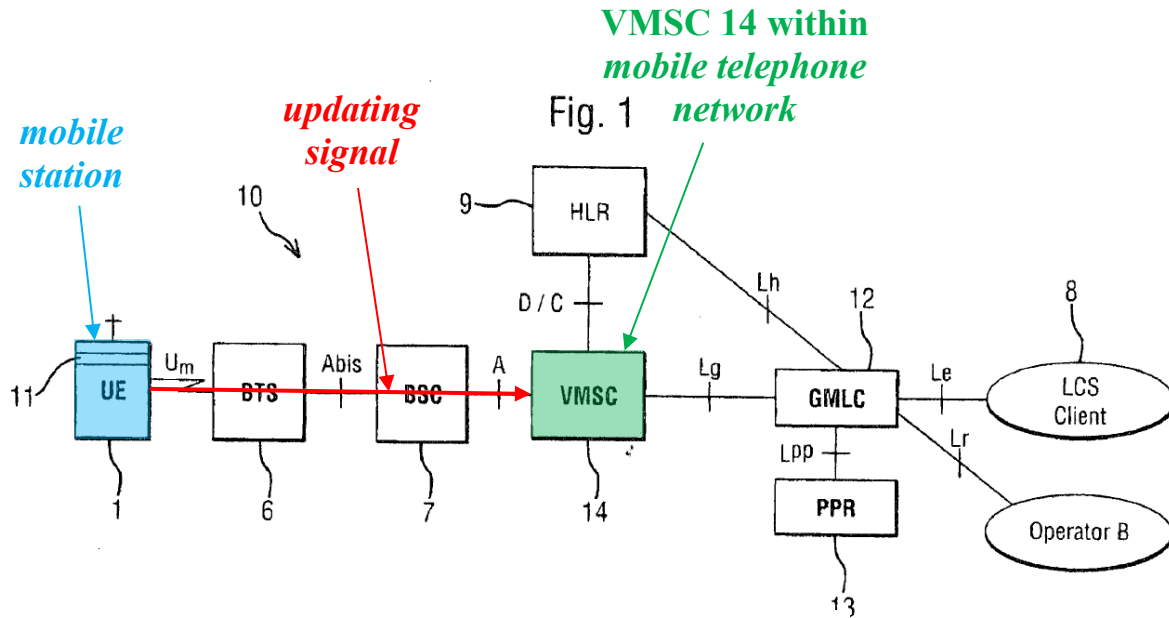 VMSC 14 within
mobile telephone
network
updating
signal
mobile
station
Fig. 1
10
9
HLR
D / C
Lh
12
8
11
UE
Um
BTS
Abis
BSC
A
VMSC
Lg
GMLC
Le
LCS
Client
Lr
Lpp
PPR
Operator B
1
6
7
14
13